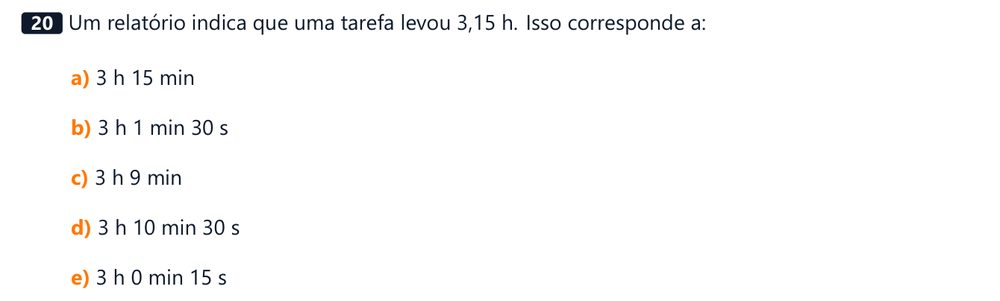 20 Um relatório indica que uma tarefa levou 3,15 h. Isso corresponde a:
a) 3 h 15 min
b) 3 h 1 min 30 s
c) 3 h 9 min
d) 3 h 10 min 30 s
e) 3 h 0 min 15 s